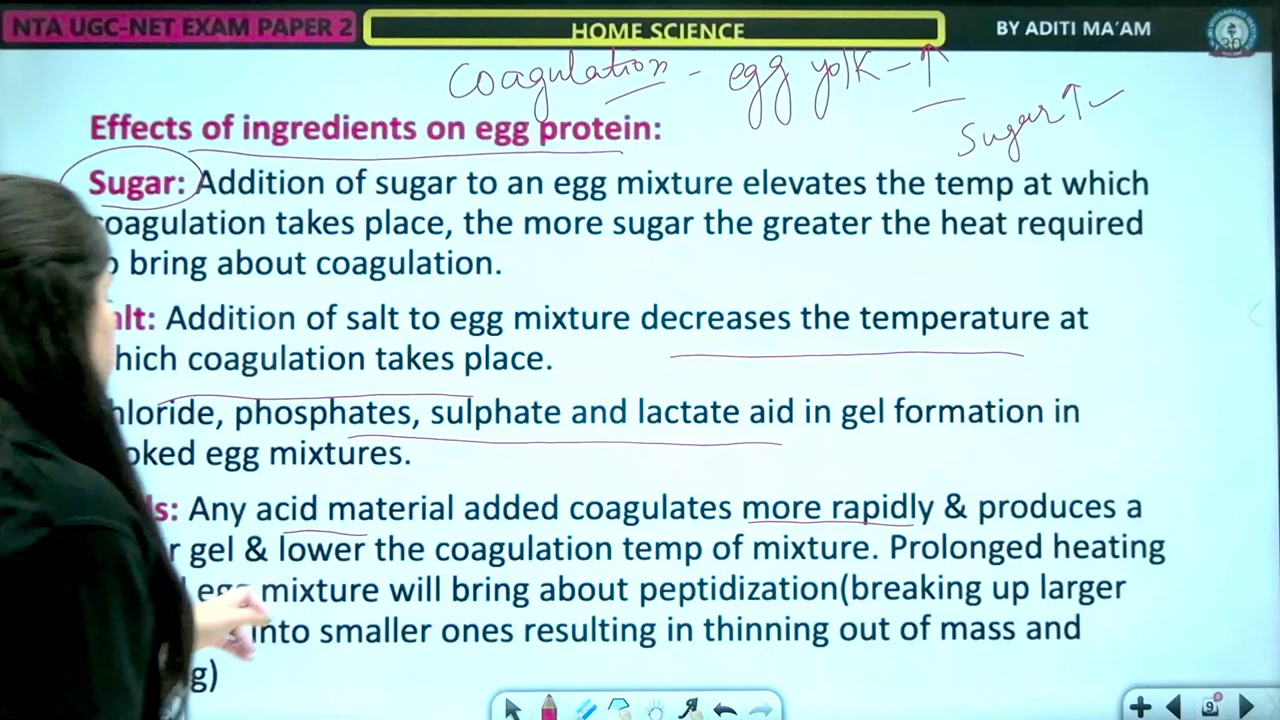 NTA UGC-NET EXAM PAPER 2
HOME SCIENCE
BY ADITI MA'AM
Coagulation - egg yolk - ↑
Sugar ↑
Effects of ingredients on egg protein:
Sugar: Addition of sugar to an egg mixture elevates the temp at which
oagulation takes place, the more sugar the greater the heat required
bring about coagulation.
alt: Addition of salt to egg mixture decreases the temperature at
hich coagulation takes place.
hloride, phosphates, sulphate and lactate aid in gel formation in
oked egg mixtures.
s: Any acid material added coagulates more rapidly & produces a
r gel & lower the coagulation temp of mixture. Prolonged heating
egg mixture will bring about peptidization(breaking up larger
into smaller ones resulting in thinning out of mass and
g)
9